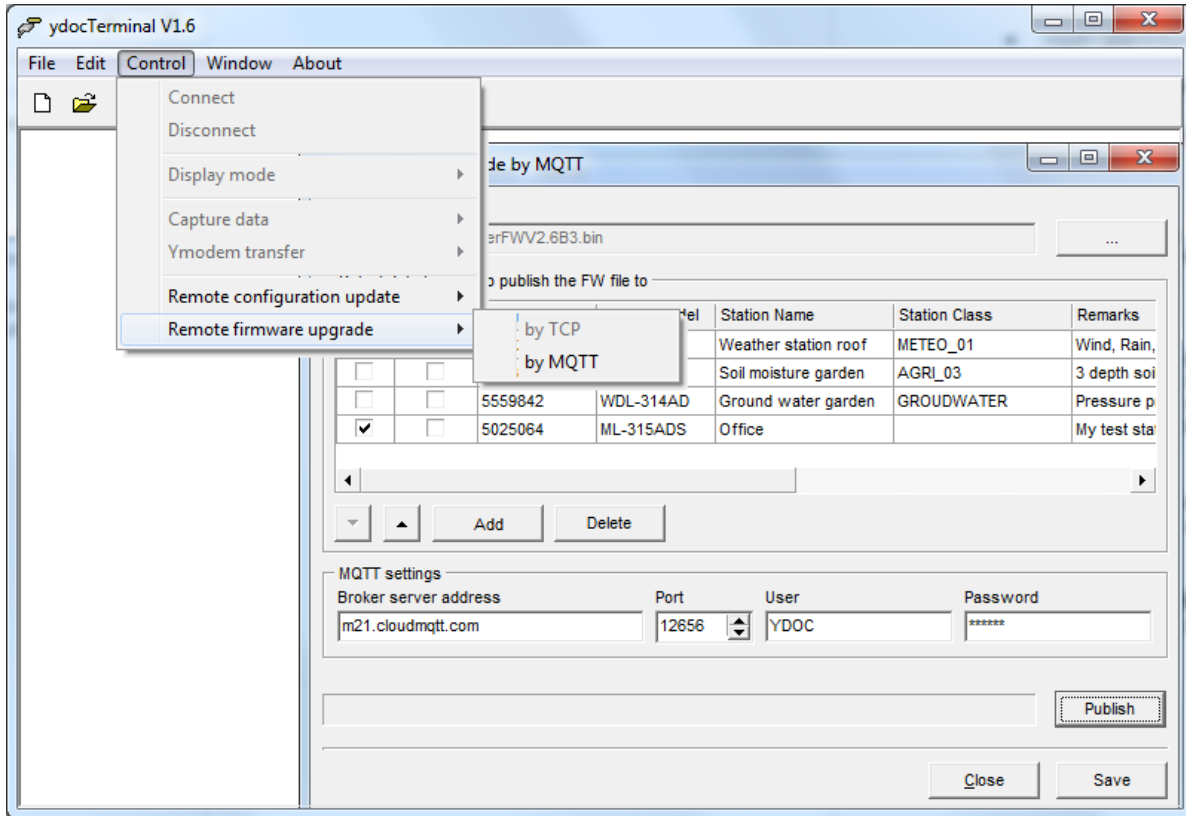 ydocTerminal V1.6
File Edit Control Window About
Connect
Disconnect
Display mode
Capture data
Ymodem transfer
Remote configuration update
Remote firmware upgrade
by TCP
by MQTT
de by MQTT
erFWV2.6B3.bin
...
publish the FW file to
Station Name Station Class Remarks
Weather station roof METEO_01 Wind, Rain,
Soil moisture garden AGRI_03 3 depth soi
5559842 WDL-314AD Ground water garden GROUDWATER Pressure p
5025064 ML-315ADS Office My test sta
Add Delete
MQTT settings
Broker server address Port User Password
m21.cloudmqtt.com 12656 YDOC ******
Publish
Close Save